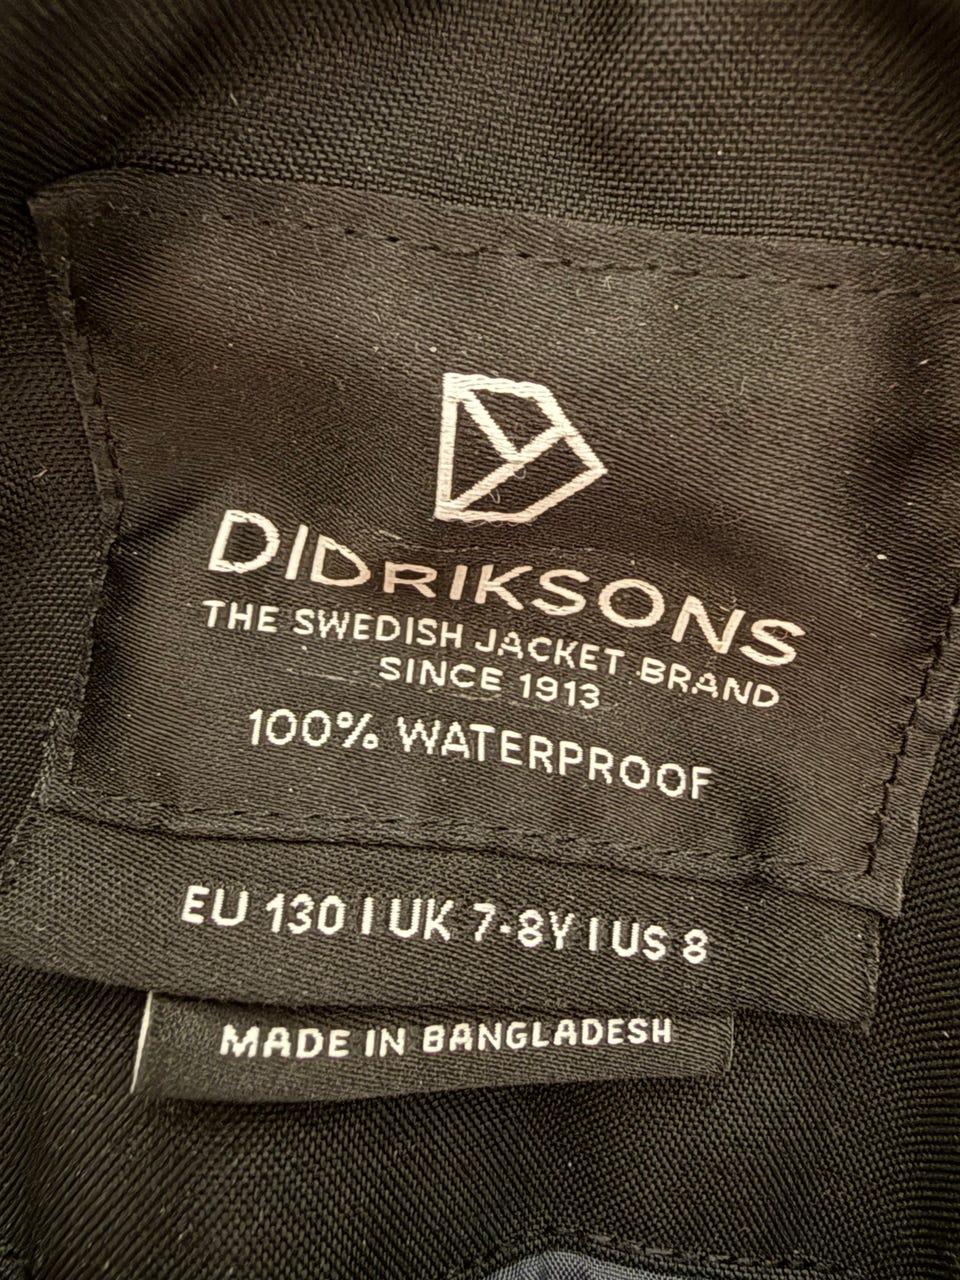 DIDRIKSONS
THE SWEDISH JACKET BRAND
SINCE 1913
100% WATERPROOF
EU 130 | UK 7-8Y | US 8
MADE IN BANGLADESH